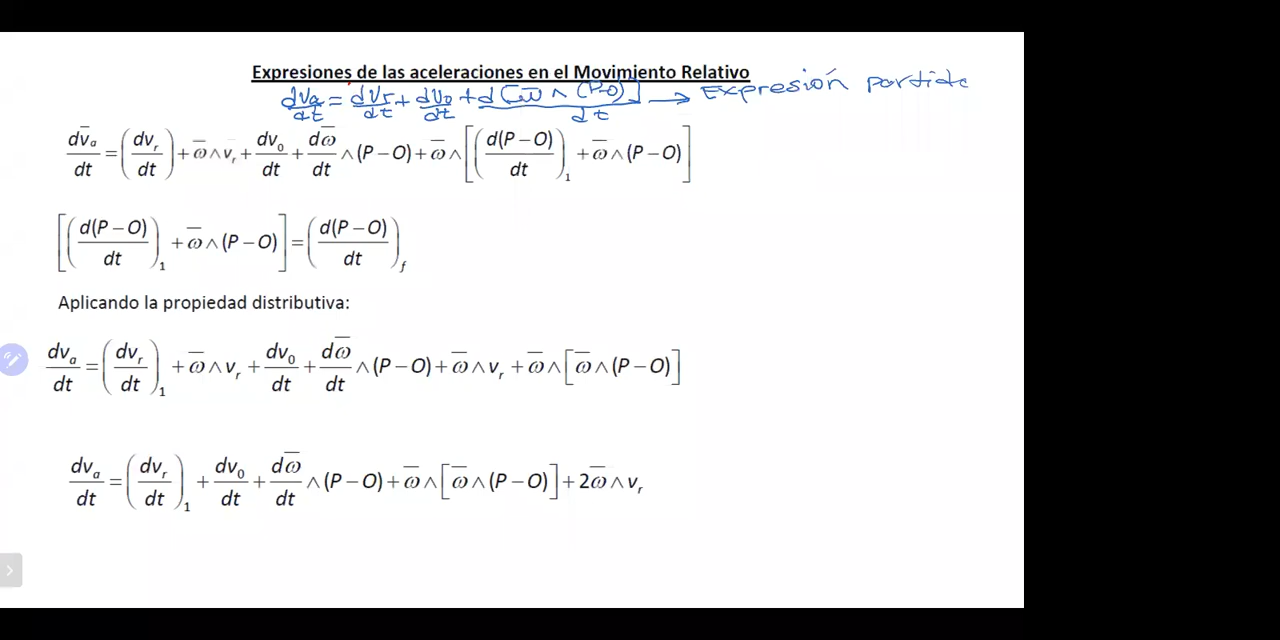 Expresiones de las aceleraciones en el Movimiento Relativo
dVa/dt = dVr/dt + dV0/dt + d[ω̅ ∧ (P-O)]/dt → Expresión partida
dv̅ₐ/dt = (dvᵣ/dt) + ω̅ ∧ vᵣ + dv₀/dt + dω̅/dt ∧ (P − O) + ω̅ ∧ [(d(P − O)/dt)₁ + ω̅ ∧ (P − O)]
[(d(P − O)/dt)₁ + ω̅ ∧ (P − O)] = (d(P − O)/dt)_f
Aplicando la propiedad distributiva:
dvₐ/dt = (dvᵣ/dt)₁ + ω̅ ∧ vᵣ + dv₀/dt + dω̅/dt ∧ (P − O) + ω̅ ∧ vᵣ + ω̅ ∧ [ω̅ ∧ (P − O)]
dvₐ/dt = (dvᵣ/dt)₁ + dv₀/dt + dω̅/dt ∧ (P − O) + ω̅ ∧ [ω̅ ∧ (P − O)] + 2ω̅ ∧ vᵣ